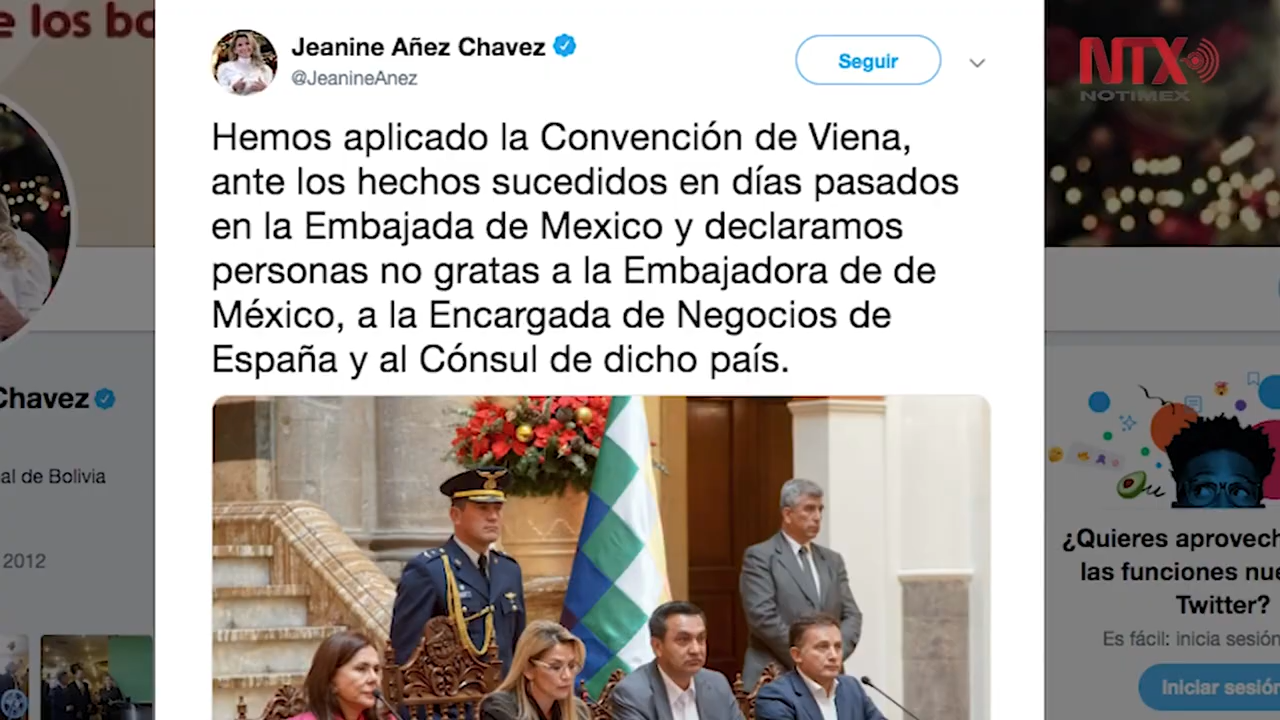 e los bo
Jeanine Añez Chavez
@JeanineAnez
Seguir
NTX
NOTIMEX
Hemos aplicado la Convención de Viena,
ante los hechos sucedidos en días pasados
en la Embajada de Mexico y declaramos
personas no gratas a la Embajadora de de
México, a la Encargada de Negocios de
España y al Cónsul de dicho país.
Chavez
al de Bolivia
2012
¿Quieres aprovech
las funciones nue
Twitter?
Es fácil: inicia sesión
Iniciar sesión